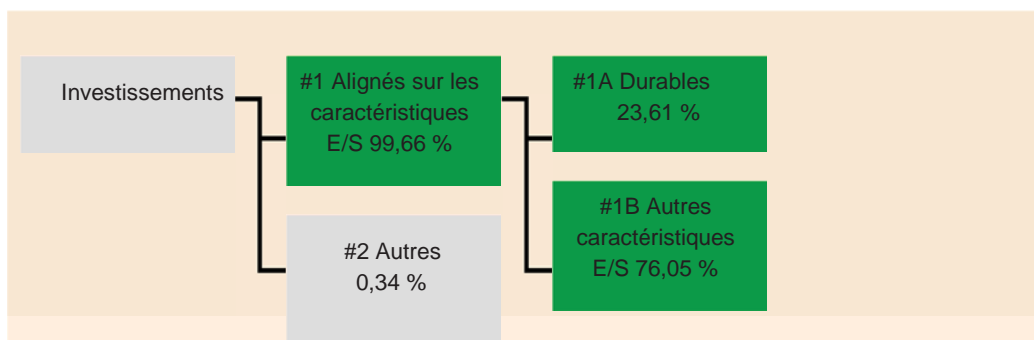 Investissements
#1 Alignés sur les
caractéristiques
E/S 99,66 %
#1A Durables
23,61 %
#2 Autres
0,34 %
#1B Autres
caractéristiques
E/S 76,05 %